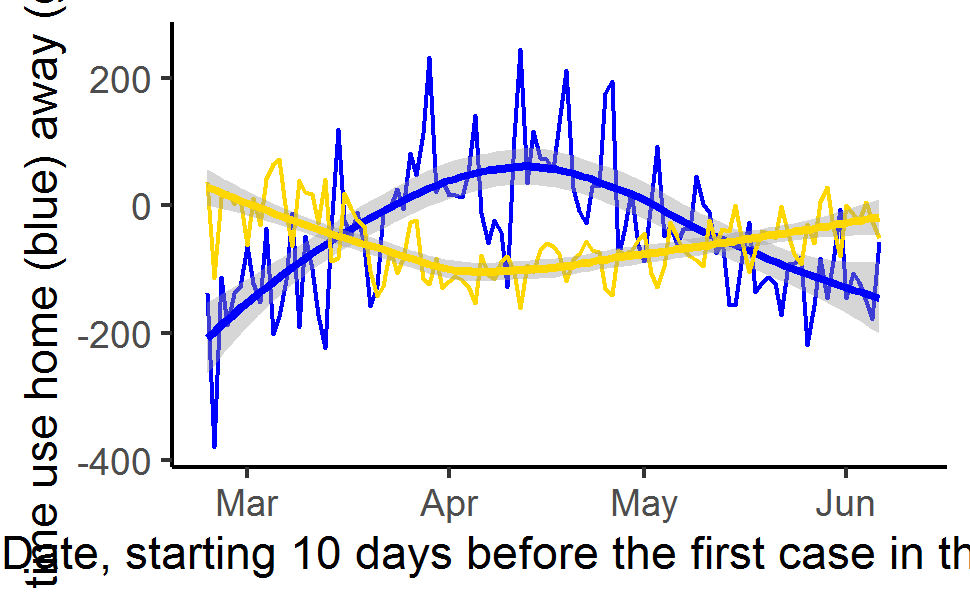 time use home (blue) away (
200
0
-200
-400
Mar Apr May Jun
Date, starting 10 days before the first case in th